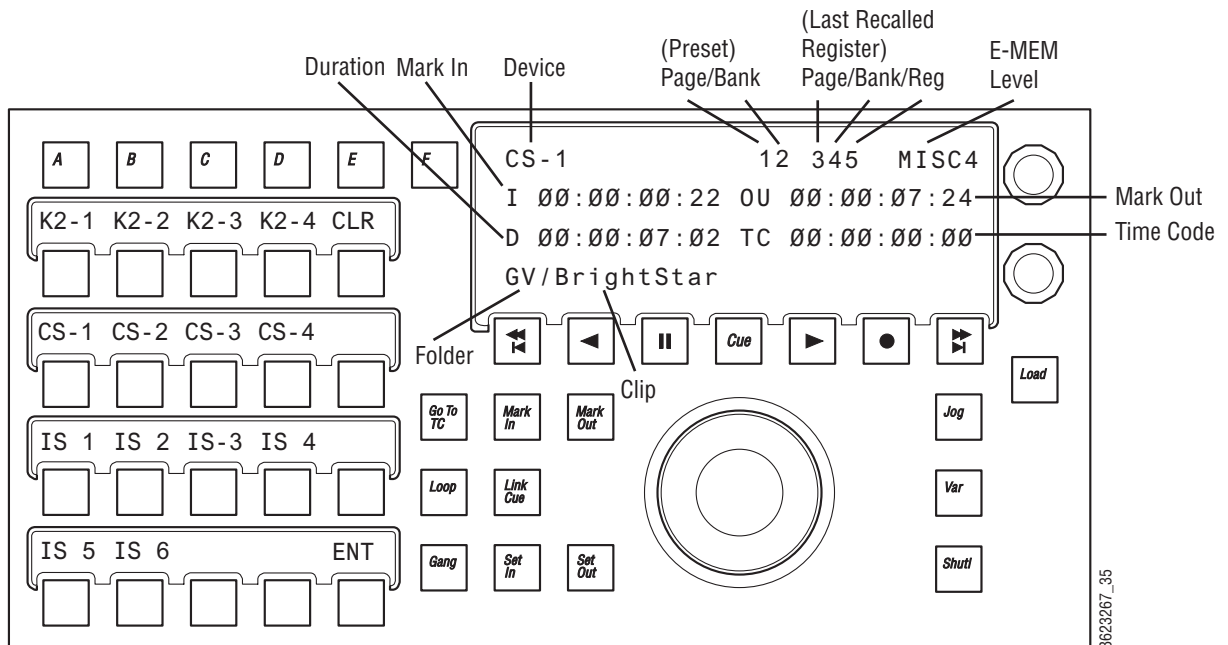 (Last Recalled
Register)
Page/Bank/Reg
(Preset)
Page/Bank
E-MEM
Level
Duration
Mark In
Device
A
B
C
D
E
F
CS-1
12
345
MISC4
I ØØ:ØØ:ØØ:22 OU ØØ:ØØ:Ø7:24
Mark Out
D ØØ:ØØ:Ø7:Ø2 TC ØØ:ØØ:ØØ:ØØ
Time Code
GV/BrightStar
K2-1 K2-2 K2-3 K2-4 CLR
CS-1 CS-2 CS-3 CS-4
Folder
Cue
Clip
Load
Go To
TC
Mark
In
Mark
Out
Jog
IS 1 IS 2 IS-3 IS 4
Loop
Link
Cue
Var
IS 5 IS 6 ENT
Gang
Set
In
Set
Out
Shutl
8623267_35